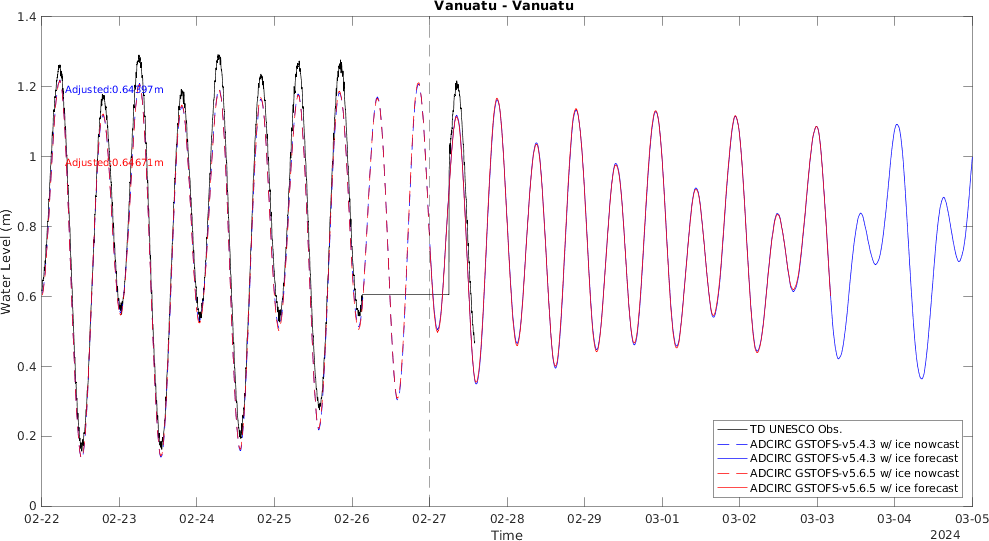 Vanuatu - Vanuatu
1.4
1.2
1
0.8
0.6
0.4
0.2
0
Water Level (m)
Adjusted:0.64397m
Adjusted:0.64671m
TD UNESCO Obs.
ADCIRC GSTOFS-v5.4.3 w/ ice nowcast
ADCIRC GSTOFS-v5.4.3 w/ ice forecast
ADCIRC GSTOFS-v5.6.5 w/ ice nowcast
ADCIRC GSTOFS-v5.6.5 w/ ice forecast
02-22 02-23 02-24 02-25 02-26 02-27 02-28 02-29 03-01 03-02 03-03 03-04 03-05
Time
2024